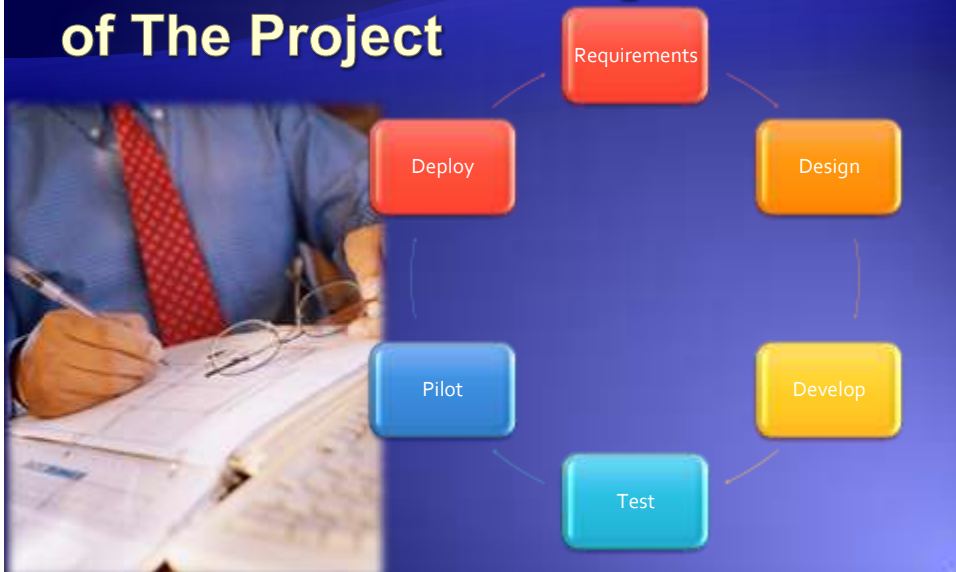 of The Project
Requirements
Design
Develop
Test
Pilot
Deploy